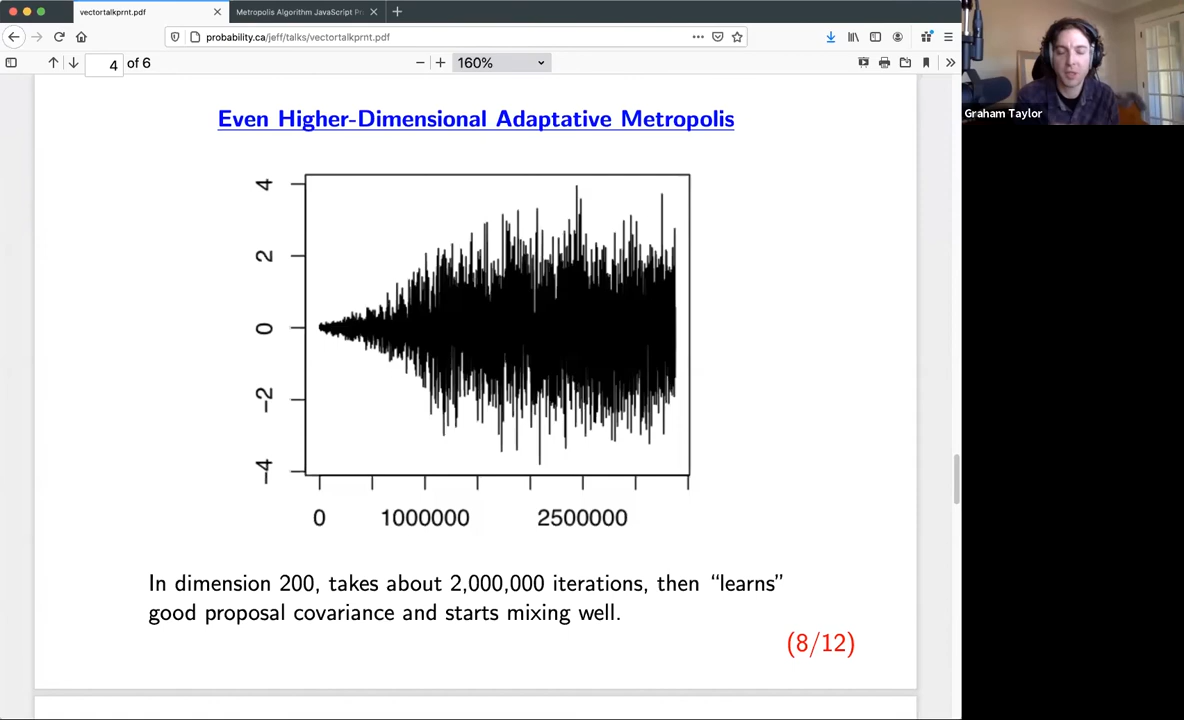 vectortalkprnt.pdf
Metropolis Algorithm JavaScript Pr
probability.ca/jeff/talks/vectortalkprnt.pdf
4 of 6
160%
Graham Taylor
Even Higher-Dimensional Adaptative Metropolis
4
2
0
−2
−4
0 1000000 2500000
In dimension 200, takes about 2,000,000 iterations, then “learns”
good proposal covariance and starts mixing well.
(8/12)